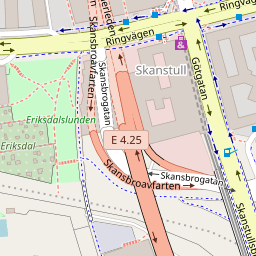 Ringvägen
Ringvägen
Skansbroavfarten
Skansbrogatan
Skanstull
Götgatan
Eriksdalslunden
Eriksdal
E 4.25
Skansbroavfarten
Skansbrogatan